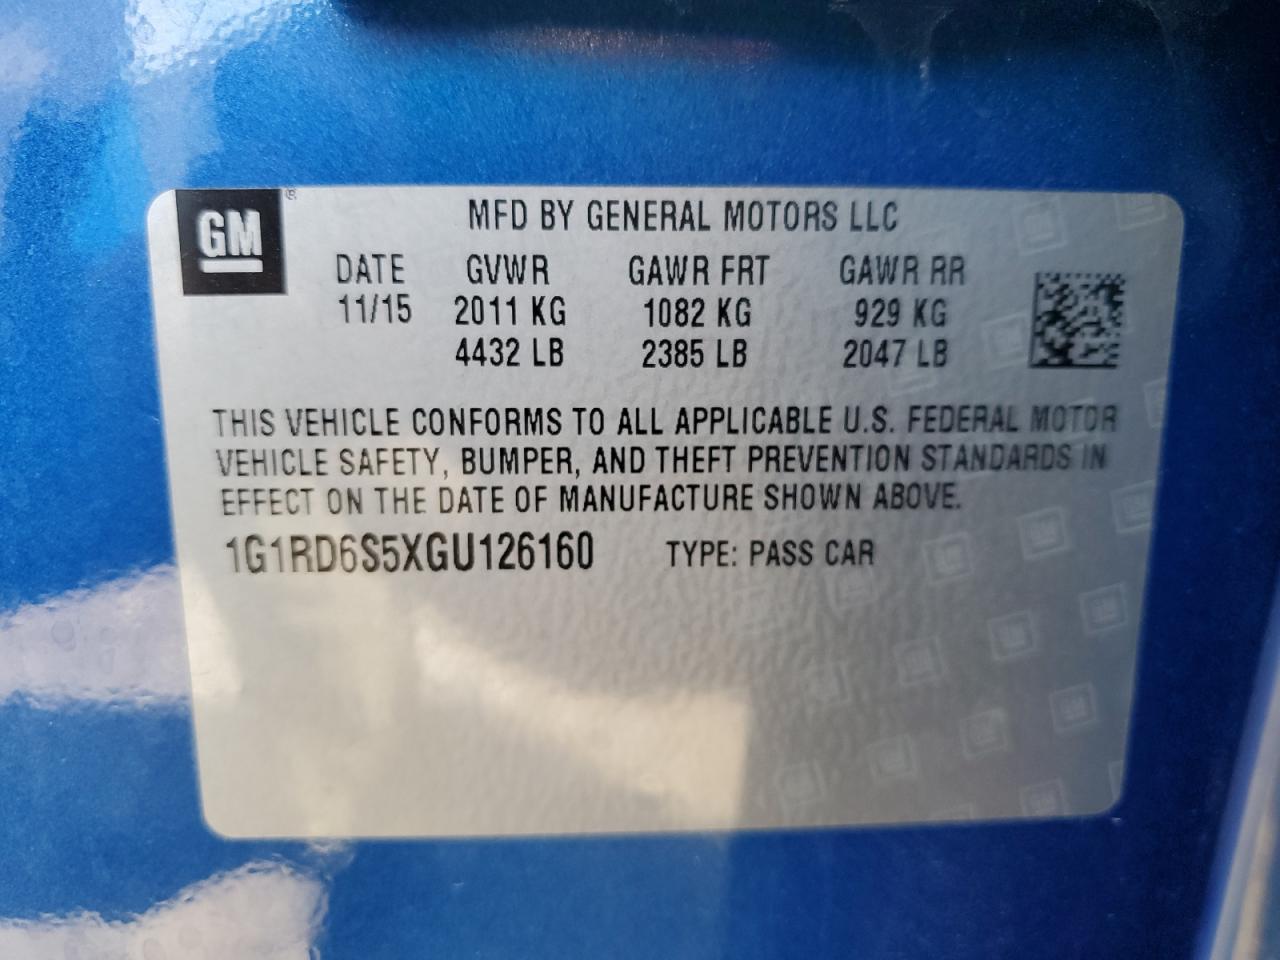 GM ®
MFD BY GENERAL MOTORS LLC
DATE GVWR GAWR FRT GAWR RR
11/15 2011 KG 1082 KG 929 KG
4432 LB 2385 LB 2047 LB
THIS VEHICLE CONFORMS TO ALL APPLICABLE U.S. FEDERAL MOTOR
VEHICLE SAFETY, BUMPER, AND THEFT PREVENTION STANDARDS IN
EFFECT ON THE DATE OF MANUFACTURE SHOWN ABOVE.
1G1RD6S5XGU126160 TYPE: PASS CAR